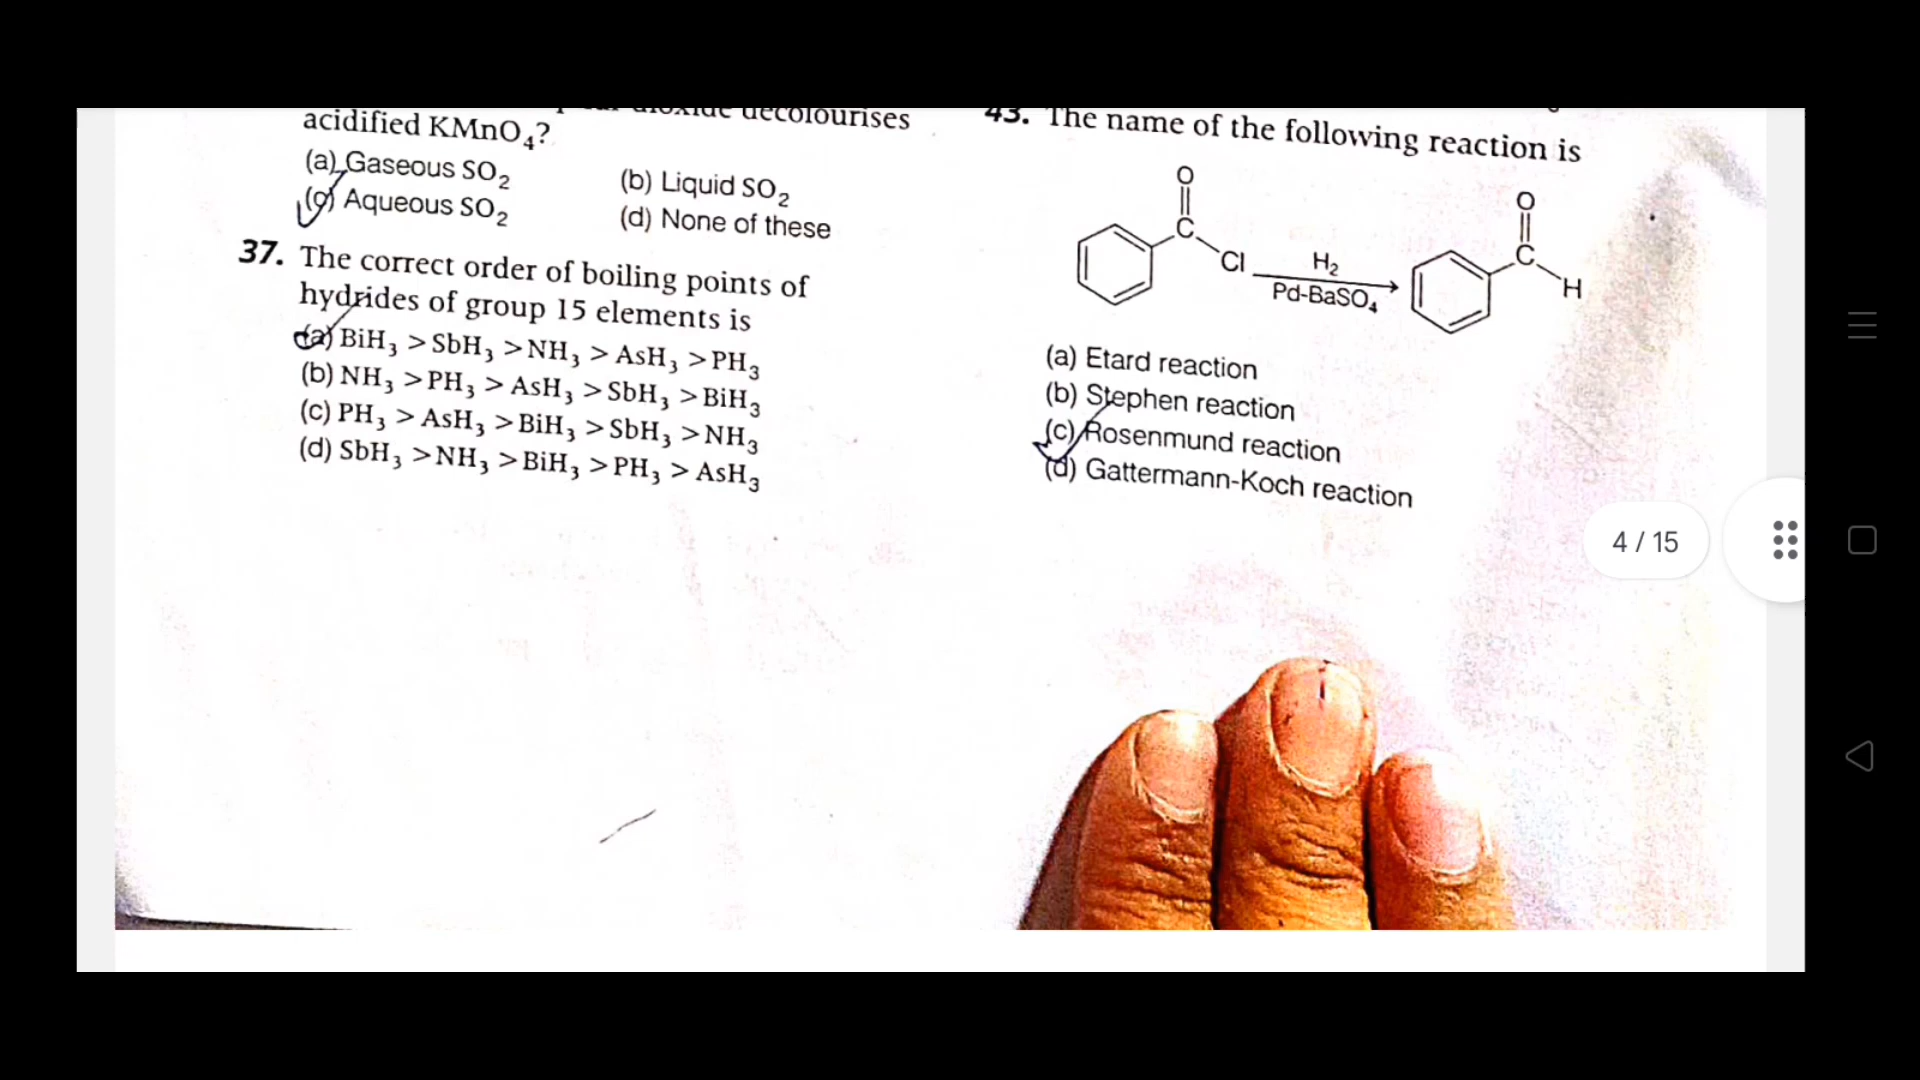 dioxide decolourises
acidified KMnO4?
(a) Gaseous SO2
(b) Liquid SO2
(c) Aqueous SO2
(d) None of these
37. The correct order of boiling points of
hydrides of group 15 elements is
(a) BiH3 > SbH3 > NH3 > AsH3 > PH3
(b) NH3 > PH3 > AsH3 > SbH3 > BiH3
(c) PH3 > AsH3 > BiH3 > SbH3 > NH3
(d) SbH3 > NH3 > BiH3 > PH3 > AsH3
43. The name of the following reaction is
O
C
Cl
H2
Pd-BaSO4
O
C
H
(a) Etard reaction
(b) Stephen reaction
(c) Rosenmund reaction
(d) Gattermann-Koch reaction
4 / 15